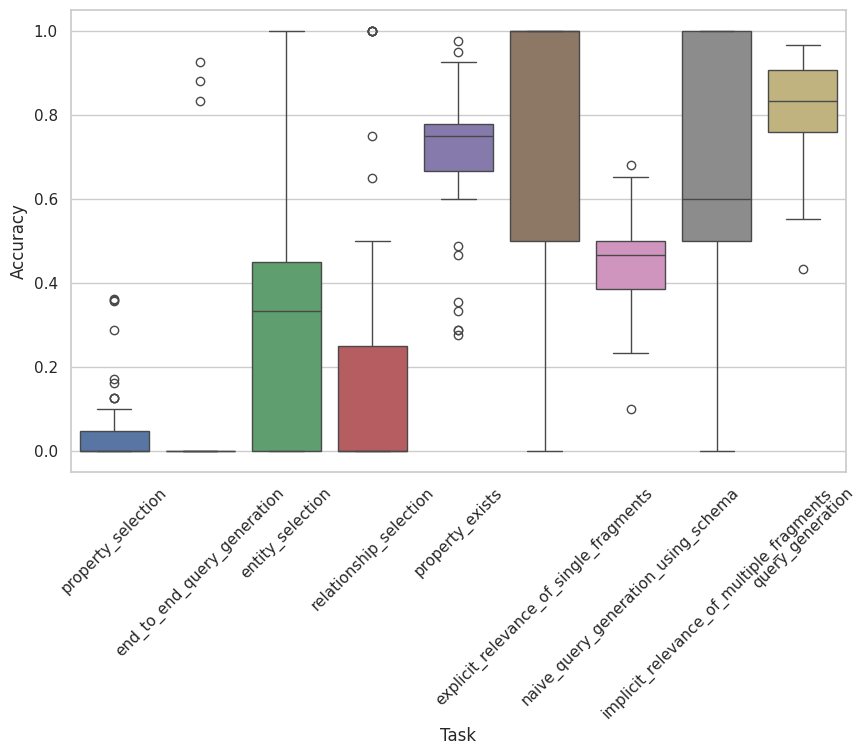 1.0
0.8
0.6
0.4
0.2
0.0
Accuracy
property_selection
end_to_end_query_generation
entity_selection
relationship_selection
property_exists
explicit_relevance_of_single_fragments
naive_query_generation_using_schema
implicit_relevance_of_multiple_fragments
query_generation
Task